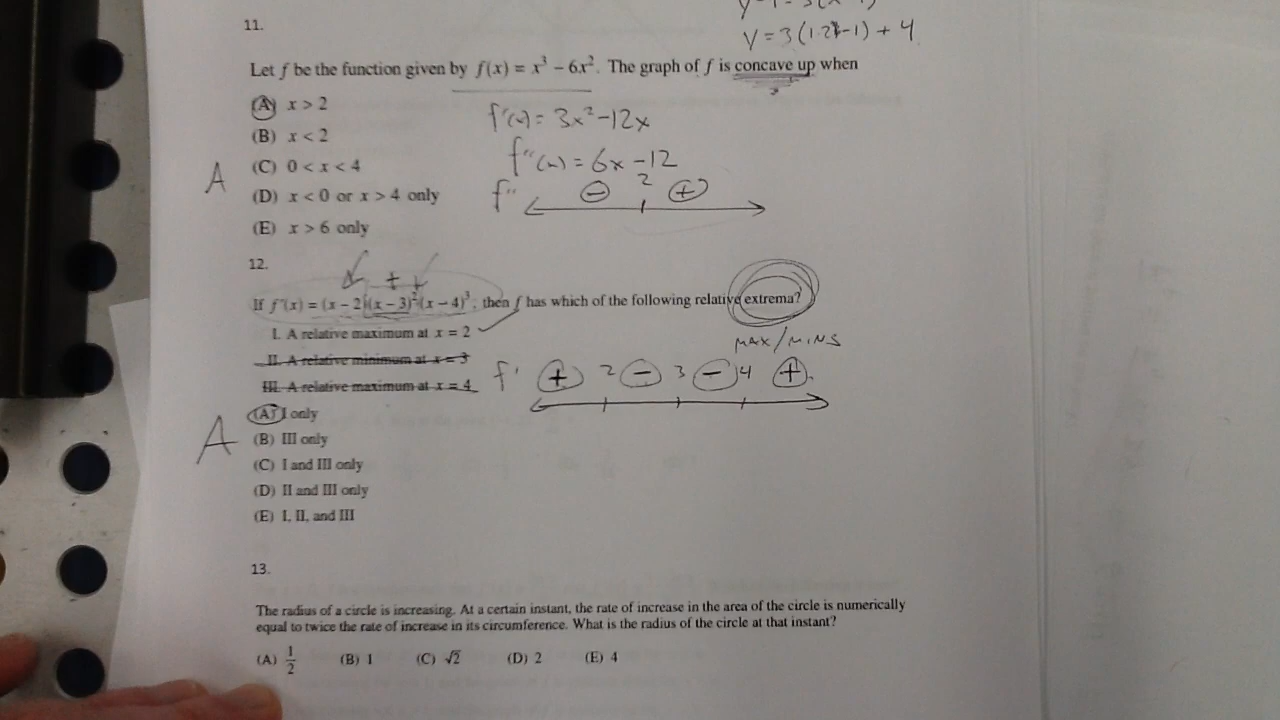 11.
y = 3(1.2-1) + 4
Let f be the function given by f(x) = x³ − 6x². The graph of f is concave up when
(A) x > 2
f'(x) = 3x² − 12x
(B) x < 2
f''(x) = 6x − 12
(C) 0 < x < 4
A
f'' − 2 +
(D) x < 0 or x > 4 only
(E) x > 6 only
12.
+
If f'(x) = (x − 2)(x − 3)²(x − 4)³, then f has which of the following relative extrema?
I. A relative maximum at x = 2
MAX/MINS
II. A relative minimum at x = 3
III. A relative maximum at x = 4
f' + 2 − 3 − 4 +
(A) I only
A
(B) III only
(C) I and III only
(D) II and III only
(E) I, II, and III
13.
The radius of a circle is increasing. At a certain instant, the rate of increase in the area of the circle is numerically
equal to twice the rate of increase in its circumference. What is the radius of the circle at that instant?
(A) 1/2 (B) 1 (C) √2 (D) 2 (E) 4